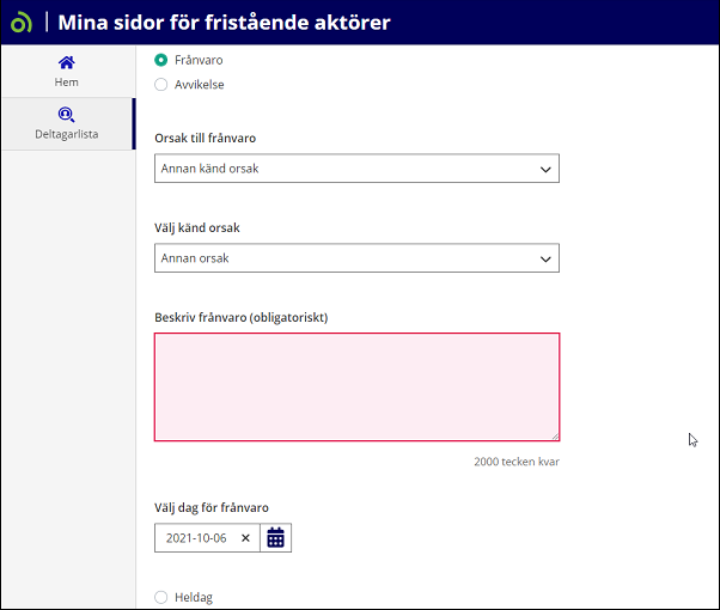 Mina sidor för fristående aktörer
Hem
Deltagarlista
Frånvaro
Avvikelse
Orsak till frånvaro
Annan känd orsak
Välj känd orsak
Annan orsak
Beskriv frånvaro (obligatoriskt)
2000 tecken kvar
Välj dag för frånvaro
2021-10-06
Heldag